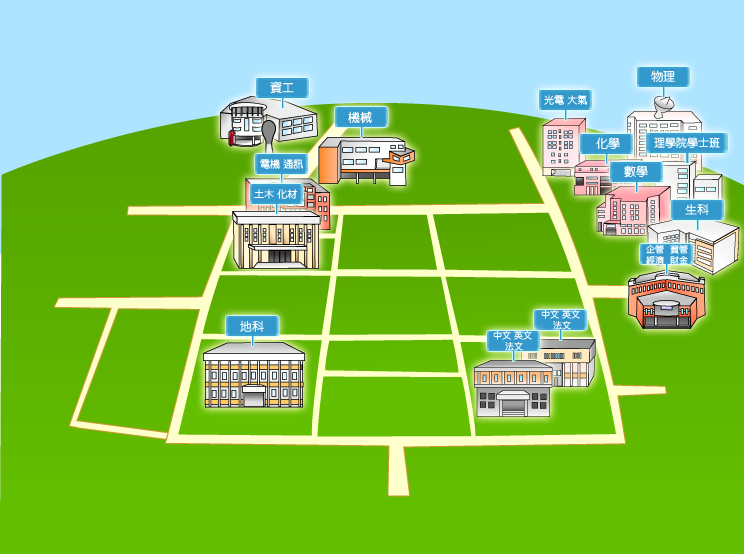 物理
資工
光電 大氣
機械
化學
理學院學士班
電機 通訊
數學
土木 化材
生科
企管 資管
經濟 財金
中文 英文
法文
地科
中文 英文
法文